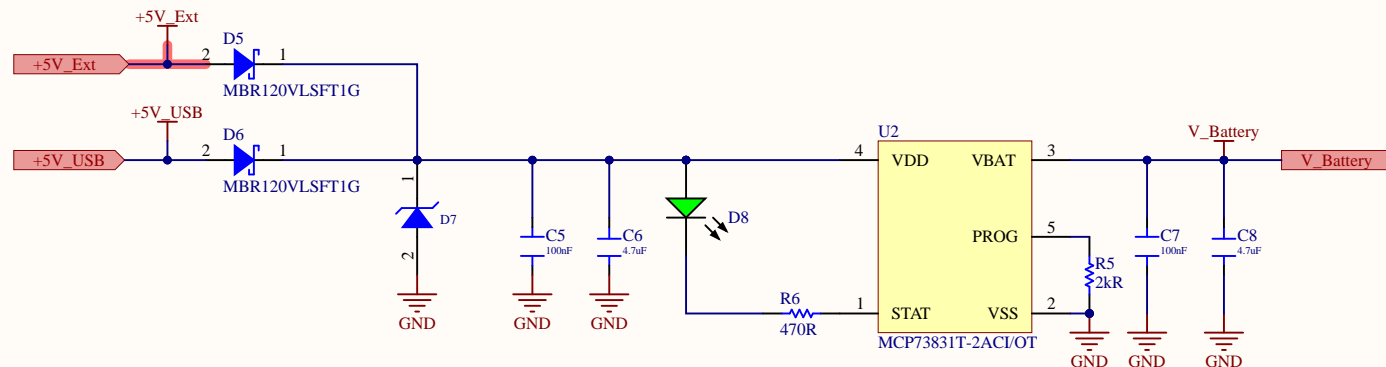 +5V_Ext
D5
+5V_Ext
2
1
MBR120VLSFT1G
+5V_USB
D6
+5V_USB
2
1
MBR120VLSFT1G
U2
4
VDD
VBAT
3
V_Battery
V_Battery
1
D7
2
GND
C5
100nF
GND
C6
4.7uF
GND
D8
R6
470R
1
STAT
PROG
5
R5
2kR
VSS
2
MCP73831T-2ACI/OT
GND
C7
100nF
GND
C8
4.7uF
GND